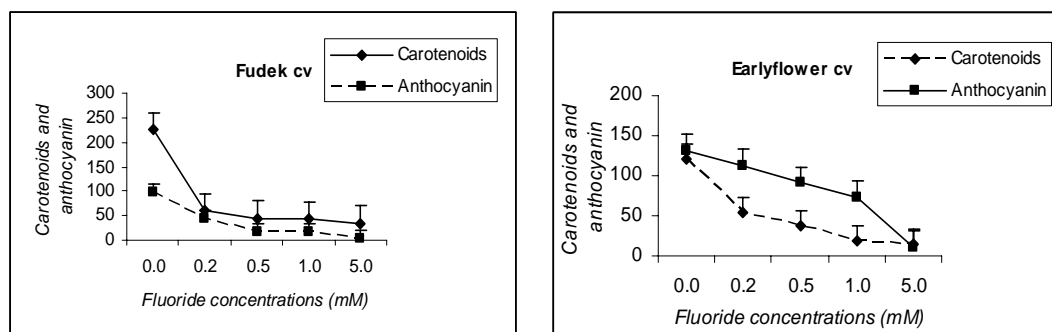 Fudek cv
Carotenoids
Anthocyanin
Carotenoids and
anthocyanin
300
250
200
150
100
50
0
0.0 0.2 0.5 1.0 5.0
Fluoride concentrations (mM)
Earlyflower cv
Carotenoids
Anthocyanin
Carotenoids and
anthocyanin
200
150
100
50
0
0.0 0.2 0.5 1.0 5.0
Fluoride concentrations (mM)